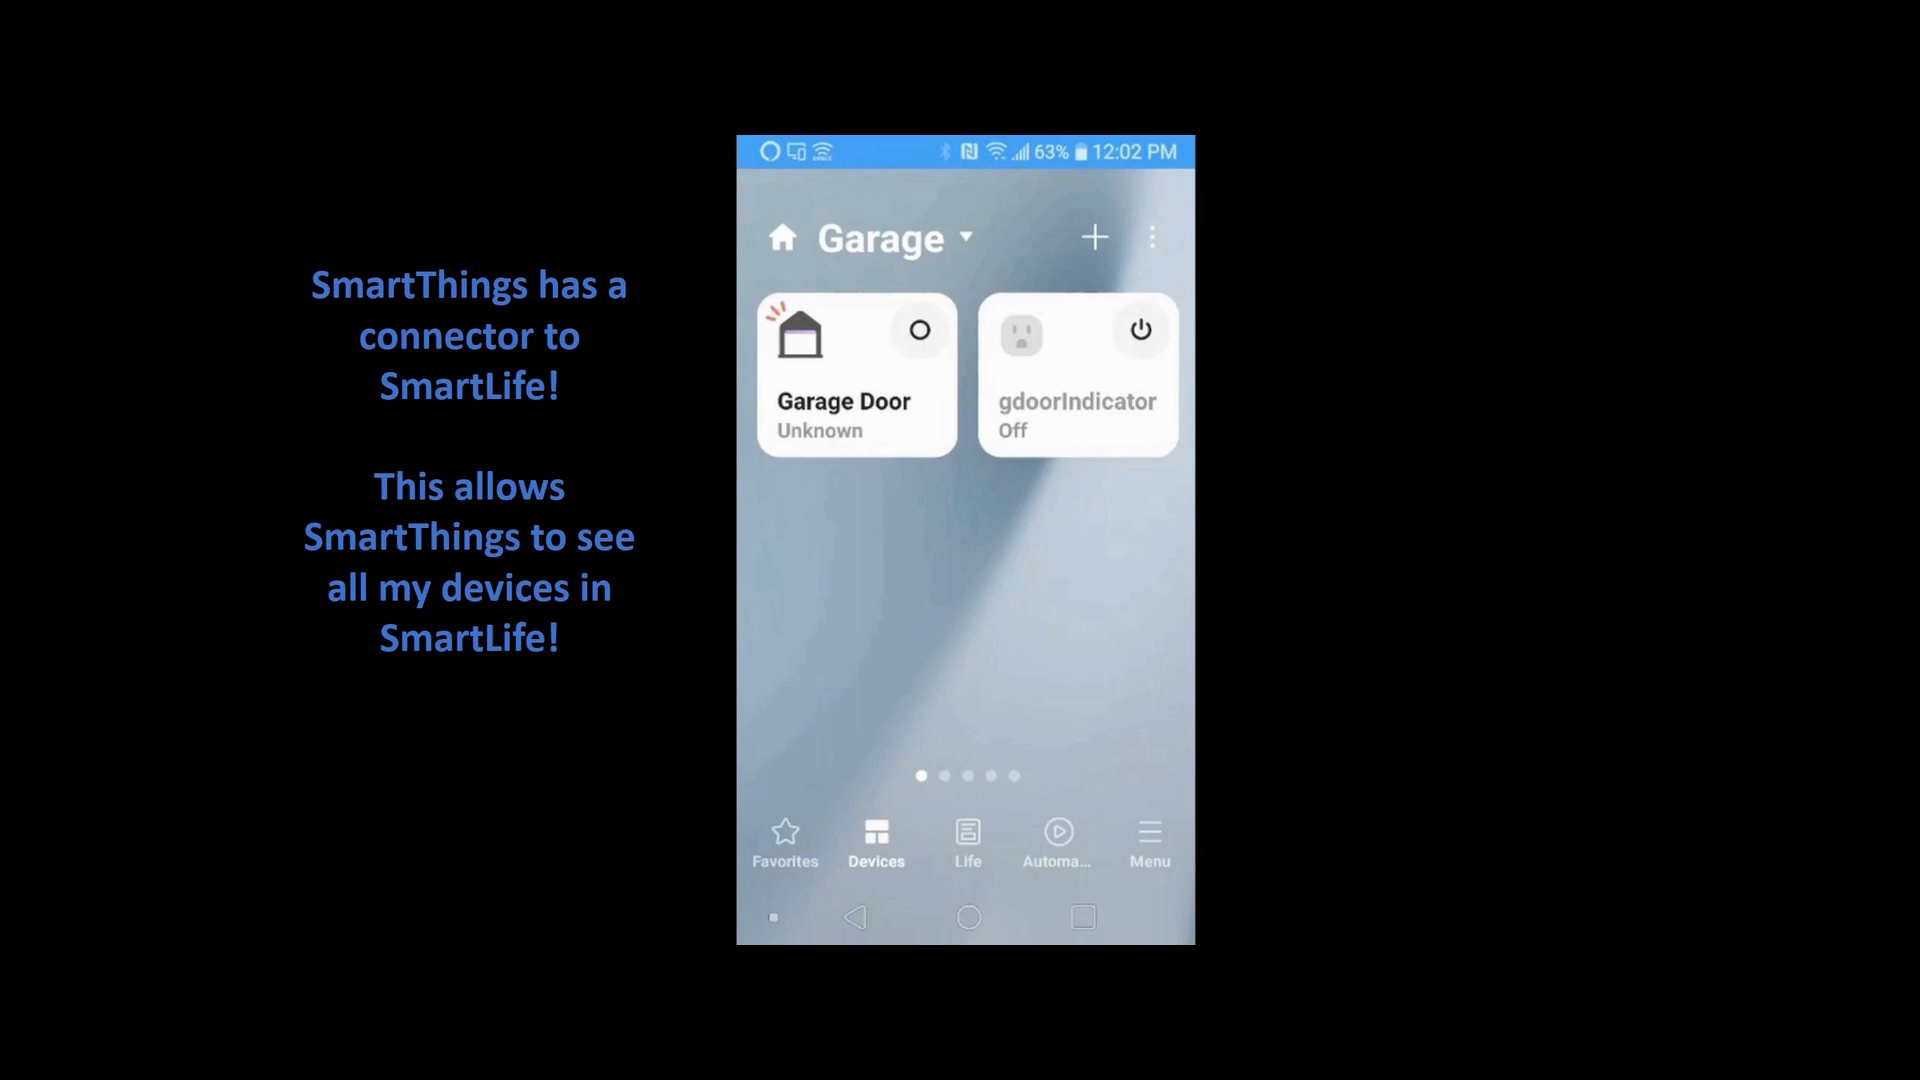 SmartThings has a
connector to
SmartLife!
This allows
SmartThings to see
all my devices in
SmartLife!
63% 12:02 PM
Garage
Garage Door
Unknown
gdoorIndicator
Off
Favorites
Devices
Life
Automa...
Menu